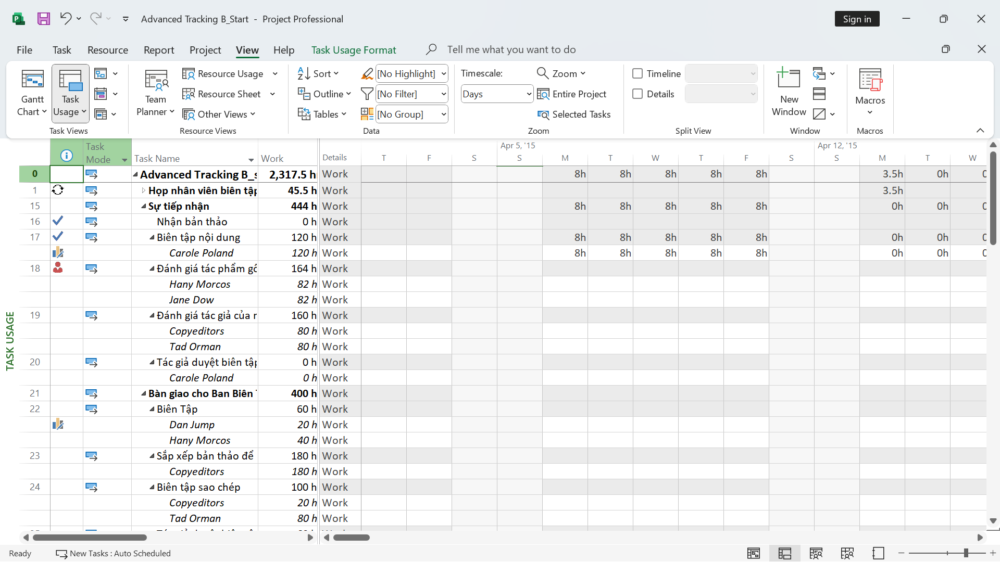 Advanced Tracking B_Start - Project Professional
Sign in
File Task Resource Report Project View Help Task Usage Format Tell me what you want to do
Gantt Chart
Task Usage
Task Views
Team Planner
Resource Usage
Resource Sheet
Other Views
Resource Views
Sort
Outline
Tables
[No Highlight]
[No Filter]
[No Group]
Data
Timescale:
Days
Zoom
Entire Project
Selected Tasks
Zoom
Timeline
Details
Split View
New Window
Window
Macros
Macros
Apr 5, '15 Apr 12, '15
Task Mode Task Name Work Details T F S S M T W T F S S M T W
0 Advanced Tracking B_s 2,317.5 h Work 8h 8h 8h 8h 8h 3.5h 0h 0
1 Họp nhân viên biên tập 45.5 h Work 3.5h
15 Sự tiếp nhận 444 h Work 8h 8h 8h 8h 8h 0h 0h 0
16 Nhận bản thảo 0 h Work
17 Biên tập nội dung 120 h Work 8h 8h 8h 8h 8h 0h 0h 0
Carole Poland 120 h Work 8h 8h 8h 8h 8h 0h 0h 0
18 Đánh giá tác phẩm gố 164 h Work
Hany Morcos 82 h Work
Jane Dow 82 h Work
19 Đánh giá tác giả của 160 h Work
Copyeditors 80 h Work
Tad Orman 80 h Work
20 Tác giả duyệt biên tập 0 h Work
Carole Poland 0 h Work
21 Bàn giao cho Ban Biên 400 h Work
22 Biên Tập 60 h Work
Dan Jump 20 h Work
Hany Morcos 40 h Work
23 Sắp xếp bản thảo để 180 h Work
Copyeditors 180 h Work
24 Biên tập sao chép 100 h Work
Copyeditors 20 h Work
Tad Orman 80 h Work
TASK USAGE
Ready New Tasks : Auto Scheduled